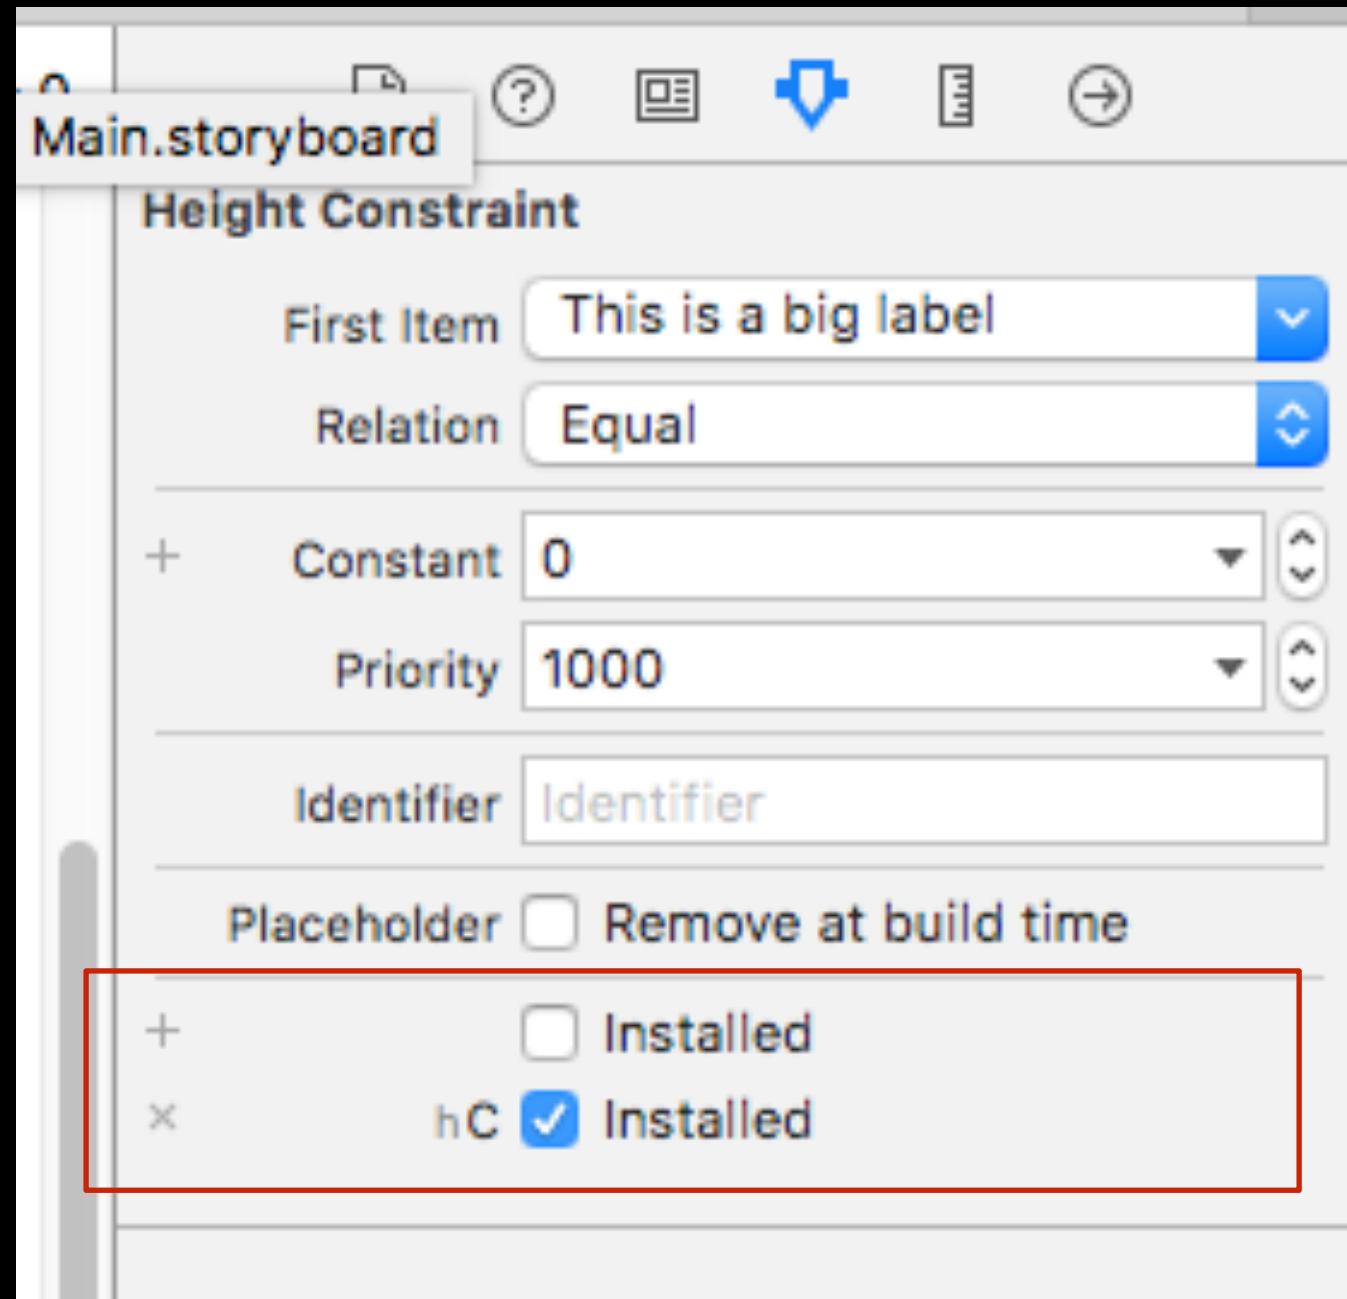 Main.storyboard
Height Constraint
First Item This is a big label
Relation Equal
+ Constant 0
Priority 1000
Identifier Identifier
Placeholder Remove at build time
+ Installed
× hC Installed